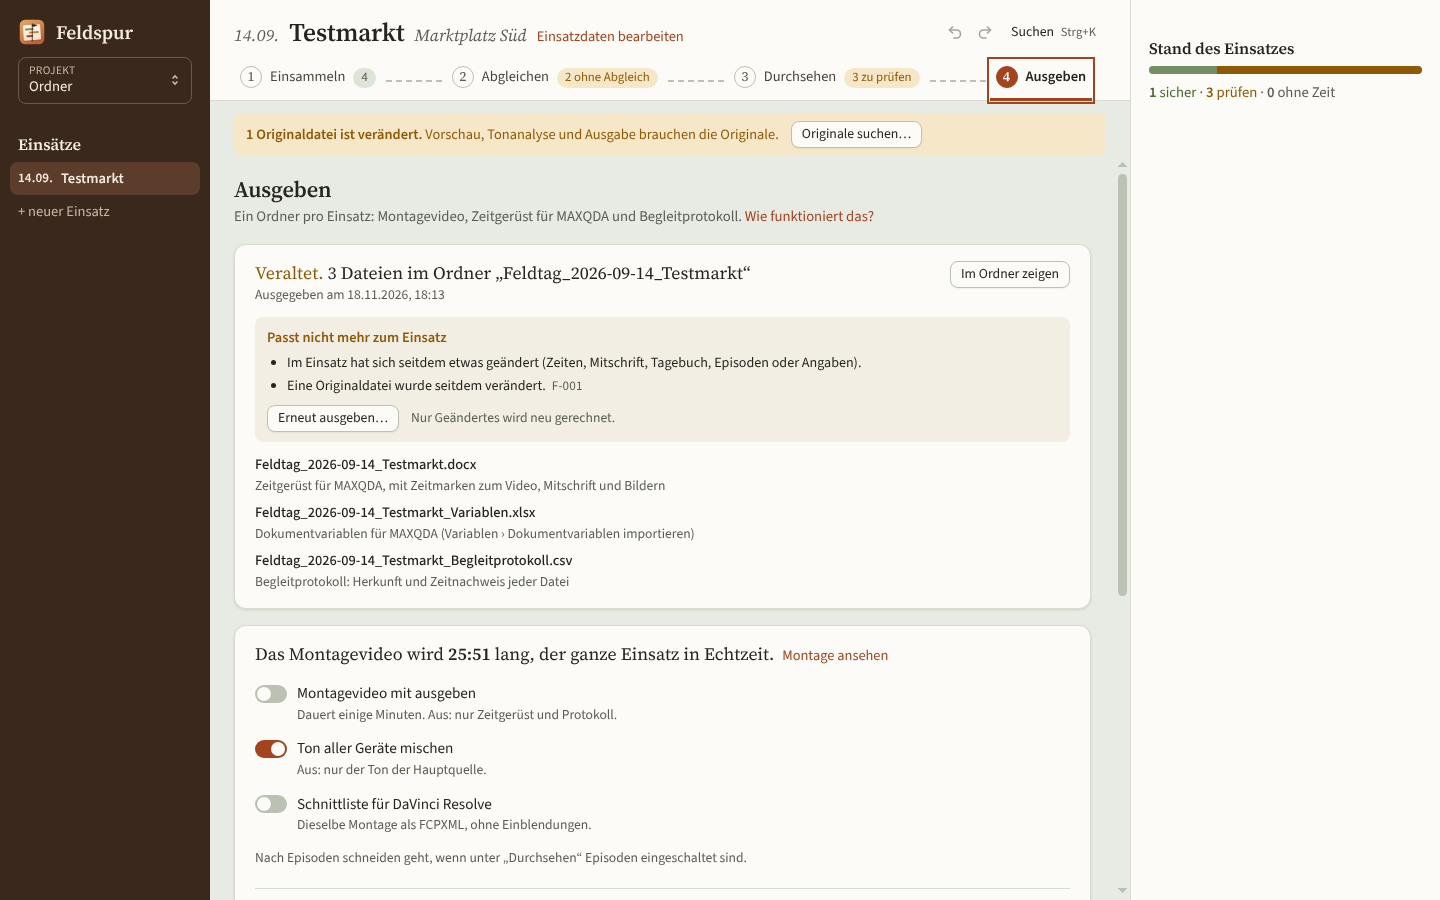 Feldspur
PROJEKT
Ordner
Einsätze
14.09. Testmarkt
+ neuer Einsatz
14.09. Testmarkt Marktplatz Süd Einsatzdaten bearbeiten
Suchen Strg+K
1 Einsammeln 4
2 Abgleichen 2 ohne Abgleich
3 Durchsehen 3 zu prüfen
4 Ausgeben
1 Originaldatei ist verändert. Vorschau, Tonanalyse und Ausgabe brauchen die Originale. Originale suchen…
Ausgeben
Ein Ordner pro Einsatz: Montagevideo, Zeitgerüst für MAXQDA und Begleitprotokoll. Wie funktioniert das?
Veraltet. 3 Dateien im Ordner „Feldtag_2026-09-14_Testmarkt“
Im Ordner zeigen
Ausgegeben am 18.11.2026, 18:13
Passt nicht mehr zum Einsatz
• Im Einsatz hat sich seitdem etwas geändert (Zeiten, Mitschrift, Tagebuch, Episoden oder Angaben).
• Eine Originaldatei wurde seitdem verändert. F-001
Erneut ausgeben… Nur Geändertes wird neu gerechnet.
Feldtag_2026-09-14_Testmarkt.docx
Zeitgerüst für MAXQDA, mit Zeitmarken zum Video, Mitschrift und Bildern
Feldtag_2026-09-14_Testmarkt_Variablen.xlsx
Dokumentvariablen für MAXQDA (Variablen › Dokumentvariablen importieren)
Feldtag_2026-09-14_Testmarkt_Begleitprotokoll.csv
Begleitprotokoll: Herkunft und Zeitnachweis jeder Datei
Das Montagevideo wird 25:51 lang, der ganze Einsatz in Echtzeit. Montage ansehen
Montagevideo mit ausgeben
Dauert einige Minuten. Aus: nur Zeitgerüst und Protokoll.
Ton aller Geräte mischen
Aus: nur der Ton der Hauptquelle.
Schnittliste für DaVinci Resolve
Dieselbe Montage als FCPXML, ohne Einblendungen.
Nach Episoden schneiden geht, wenn unter „Durchsehen“ Episoden eingeschaltet sind.
Stand des Einsatzes
1 sicher · 3 prüfen · 0 ohne Zeit